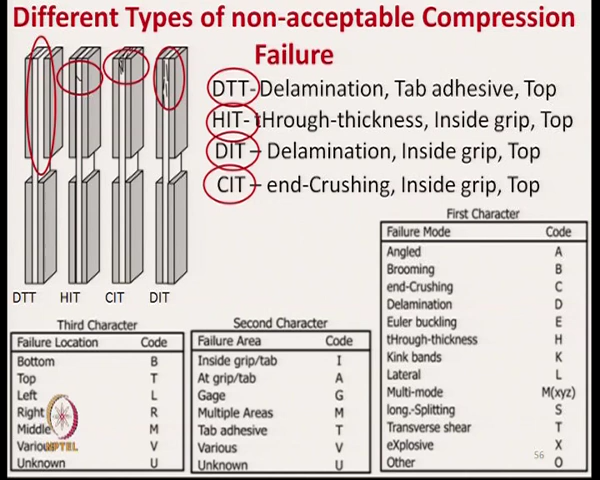 Different Types of non-acceptable Compression
Failure
DTT- Delamination, Tab adhesive, Top
HIT- tHrough-thickness, Inside grip, Top
DIT – Delamination, Inside grip, Top
CIT – end-Crushing, Inside grip, Top
DTT HIT CIT DIT
First Character
Failure Mode Code
Angled A
Brooming B
end-Crushing C
Delamination D
Euler buckling E
tHrough-thickness H
Kink bands K
Lateral L
Multi-mode M(xyz)
long.-Splitting S
Transverse shear T
eXplosive X
Other O
Third Character
Failure Location Code
Bottom B
Top T
Left L
Right R
Middle M
Various V
Unknown U
Second Character
Failure Area Code
Inside grip/tab I
At grip/tab A
Gage G
Multiple Areas M
Tab adhesive T
Various V
Unknown U
NPTEL
56